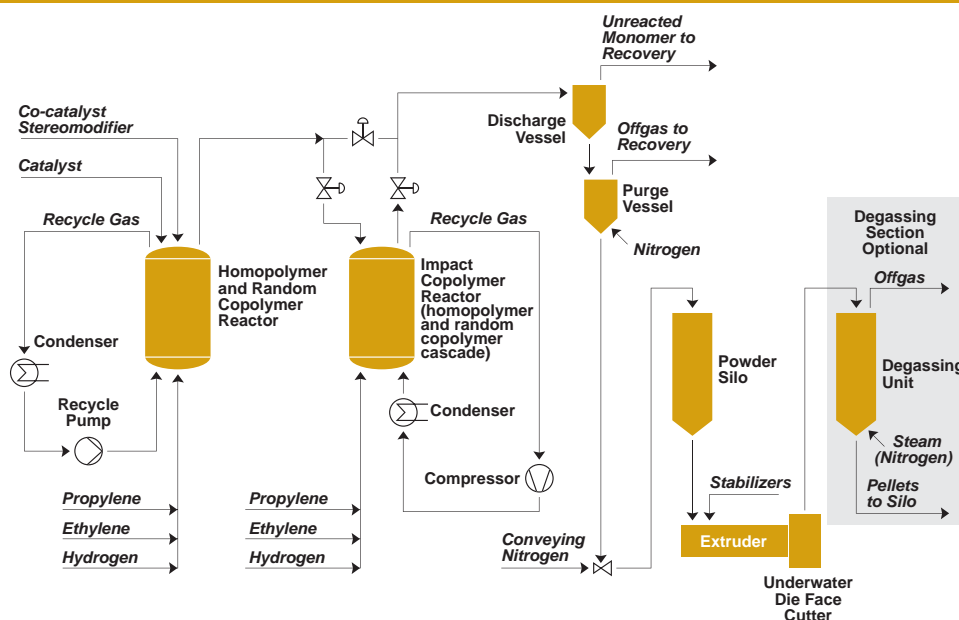 Unreacted
Monomer to
Recovery
Co-catalyst
Stereomodifier
Discharge
Vessel
Offgas to
Recovery
Catalyst
Purge
Vessel
Recycle Gas
Recycle Gas
Nitrogen
Degassing
Section
Optional
Homopolymer
and Random
Copolymer
Reactor
Impact
Copolymer
Reactor
(homopolymer
and random
copolymer
cascade)
Offgas
Condenser
Powder
Silo
Degassing
Unit
Recycle
Pump
Condenser
Steam
(Nitrogen)
Compressor
Stabilizers
Pellets
to Silo
Propylene
Ethylene
Hydrogen
Propylene
Ethylene
Hydrogen
Conveying
Nitrogen
Extruder
Underwater
Die Face
Cutter